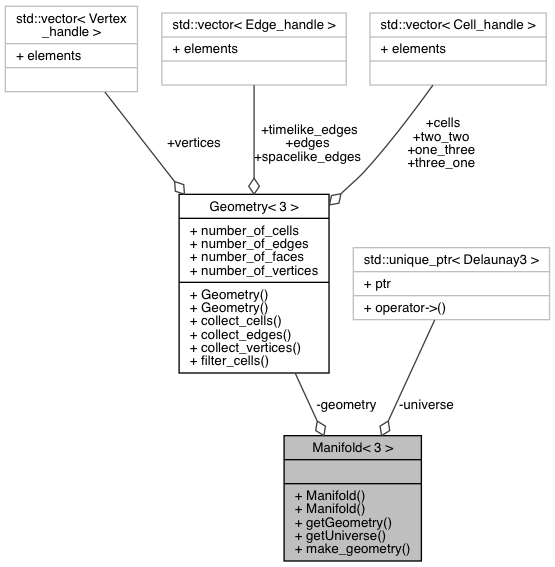 std::vector< Vertex
_handle >
+ elements
std::vector< Edge_handle >
+ elements
std::vector< Cell_handle >
+ elements
+vertices
+timelike_edges
+edges
+spacelike_edges
+cells
+two_two
+one_three
+three_one
Geometry< 3 >
+ number_of_cells
+ number_of_edges
+ number_of_faces
+ number_of_vertices
+ Geometry()
+ Geometry()
+ collect_cells()
+ collect_edges()
+ collect_vertices()
+ filter_cells()
std::unique_ptr< Delaunay3 >
+ ptr
+ operator->()
-geometry
-universe
Manifold< 3 >
+ Manifold()
+ Manifold()
+ getGeometry()
+ getUniverse()
+ make_geometry()